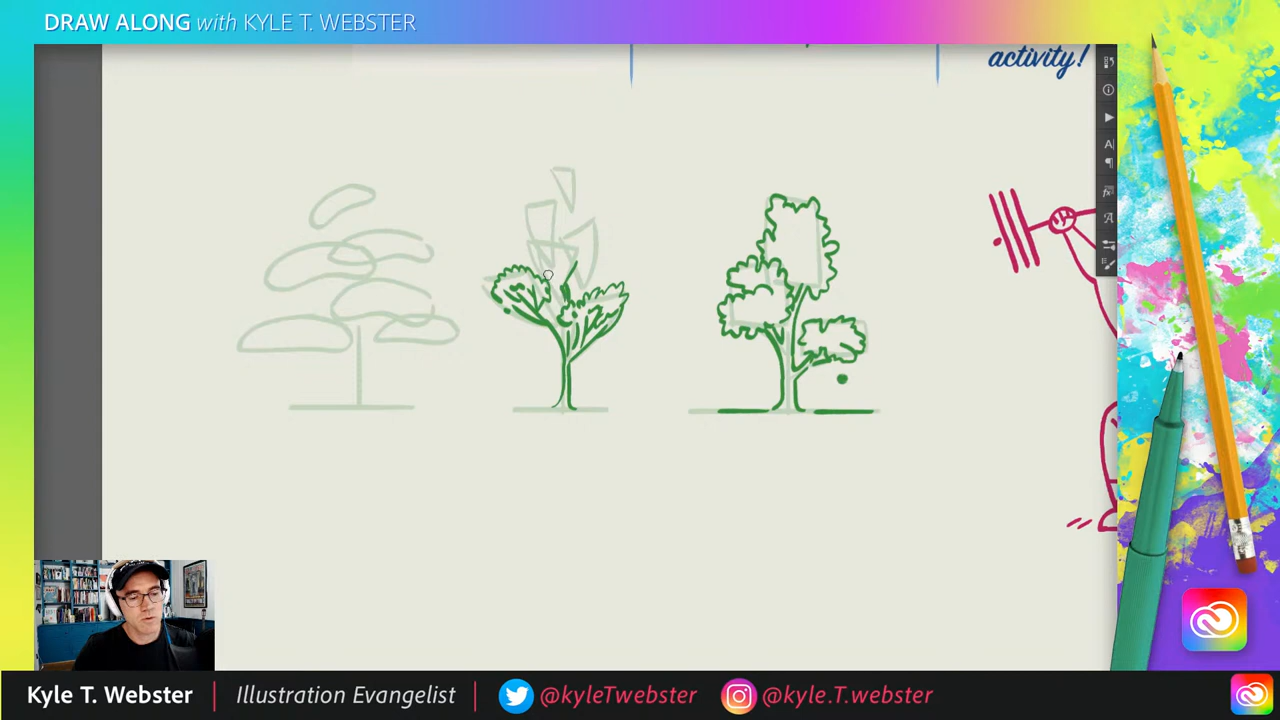 DRAW ALONG with KYLE T. WEBSTER
activity!
Kyle T. Webster | Illustration Evangelist | @kyleTwebster @kyle.T.webster